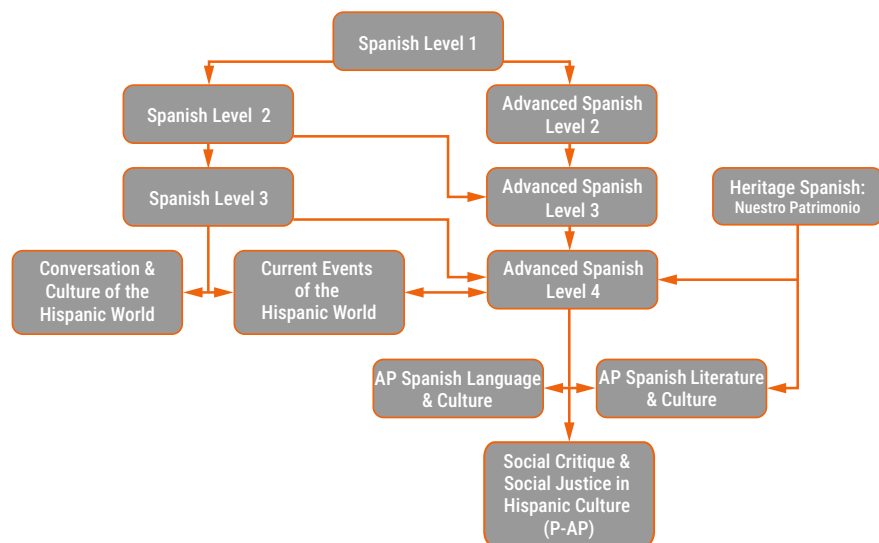 Spanish Level 1
Spanish Level 2
Advanced Spanish
Level 2
Spanish Level 3
Advanced Spanish
Level 3
Heritage Spanish:
Nuestro Patrimonio
Conversation &
Culture of the
Hispanic World
Current Events
of the
Hispanic World
Advanced Spanish
Level 4
AP Spanish Language
& Culture
AP Spanish Literature
& Culture
Social Critique &
Social Justice in
Hispanic Culture
(P-AP)